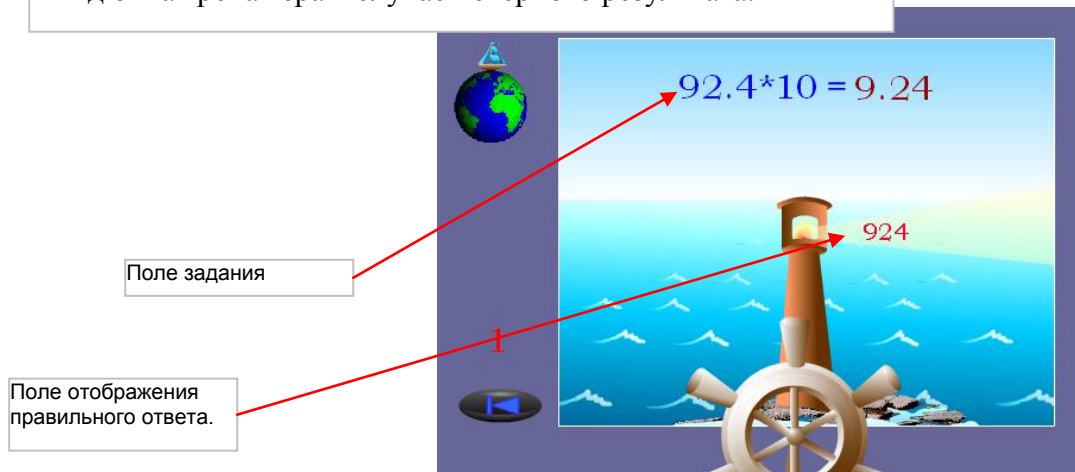 92.4*10 = 9.24
924
Поле задания
1
Поле отображения
правильного ответа.